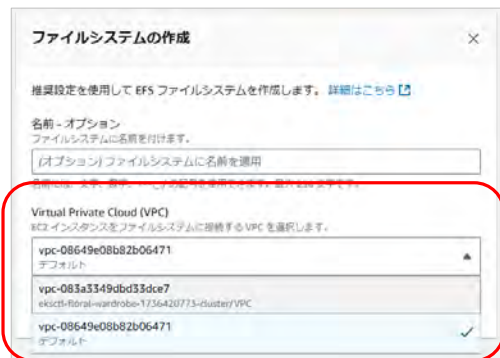 ファイルシステムの作成
推奨設定を使用して EFS ファイルシステムを作成します。 詳細はこちら
名前 - オプション
ファイルシステムに名前を付けます。
(オプション) ファイルシステムに名前を適用
Virtual Private Cloud (VPC)
EC2 インスタンスをファイルシステムに接続する VPC を選択します。
vpc-08649e08b82b06471
デフォルト
vpc-083a3349dbd33dce7
eksctl-floral-wardrobe-1736420773-cluster/VPC
vpc-08649e08b82b06471
デフォルト